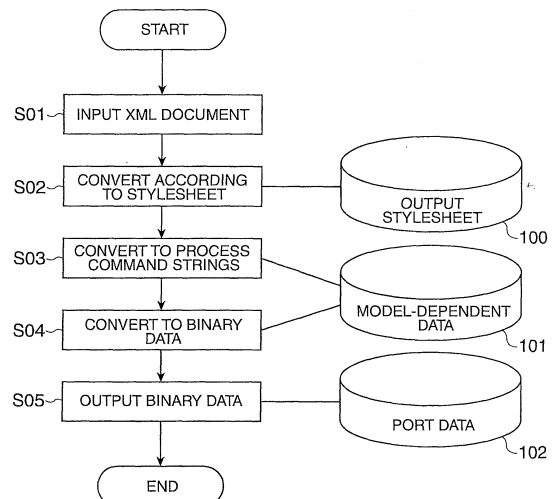 START
S01
INPUT XML DOCUMENT
S02
CONVERT ACCORDING
TO STYLESHEET
OUTPUT
STYLESHEET
100
S03
CONVERT TO PROCESS
COMMAND STRINGS
MODEL-DEPENDENT
DATA
101
S04
CONVERT TO BINARY
DATA
S05
OUTPUT BINARY DATA
PORT DATA
102
END